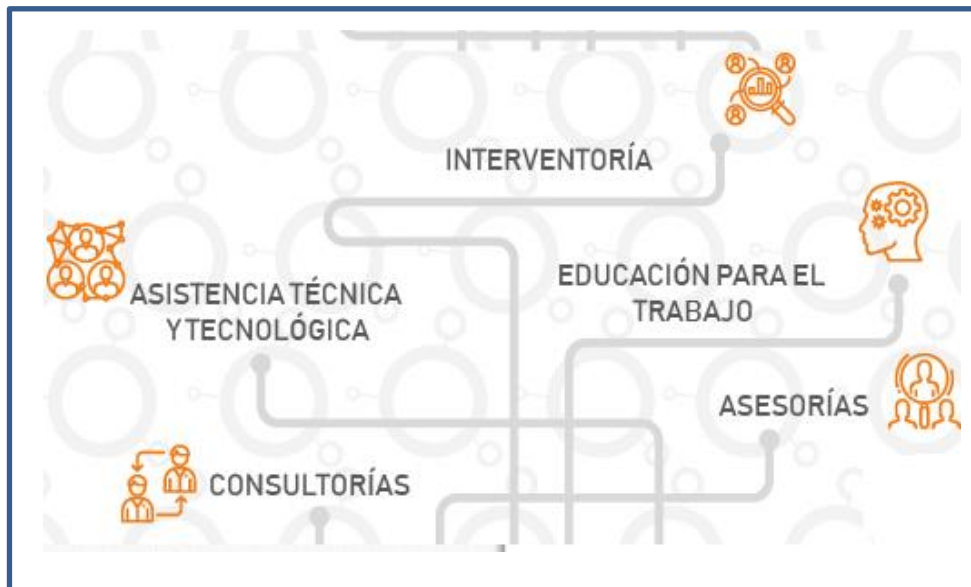 INTERVENTORÍA
EDUCACIÓN PARA EL
TRABAJO
ASISTENCIA TÉCNICA
Y TECNOLÓGICA
ASESORÍAS
CONSULTORÍAS